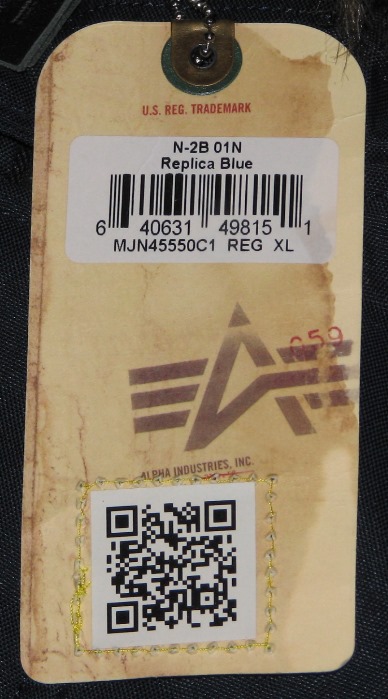 U.S. REG. TRADEMARK
N-2B 01N
Replica Blue
6 40631 49815 1
MJN45550C1 REG XL
059
ALPHA INDUSTRIES, INC.